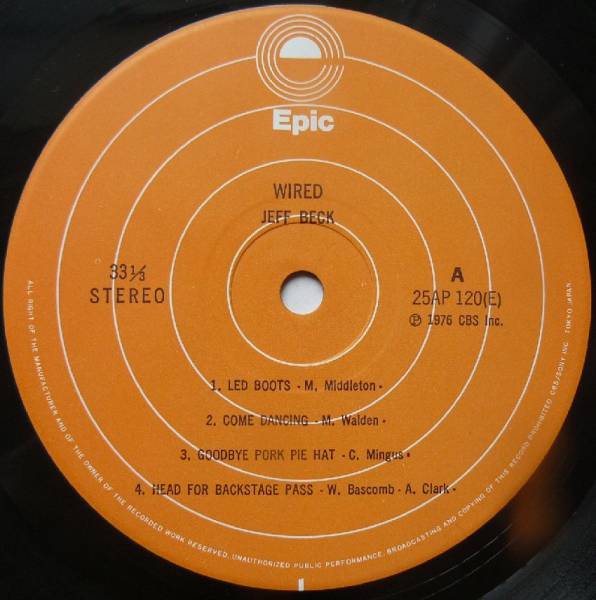 Epic
WIRED
JEFF BECK
33⅓
STEREO
A
25AP 120(E)
Ⓟ 1976 CBS Inc.
1. LED BOOTS - M. Middleton -
2. COME DANCING - M. Walden -
3. GOODBYE PORK PIE HAT - C. Mingus -
4. HEAD FOR BACKSTAGE PASS - W. Bascomb - A. Clark -
ALL RIGHT OF THE MANUFACTURER AND OF THE OWNER OF THE RECORDED WORK RESERVED. UNAUTHORIZED PUBLIC PERFORMANCE, BROADCASTING AND COPYING OF THIS RECORD PROHIBITED. CBS/SONY INC. TOKYO JAPAN.